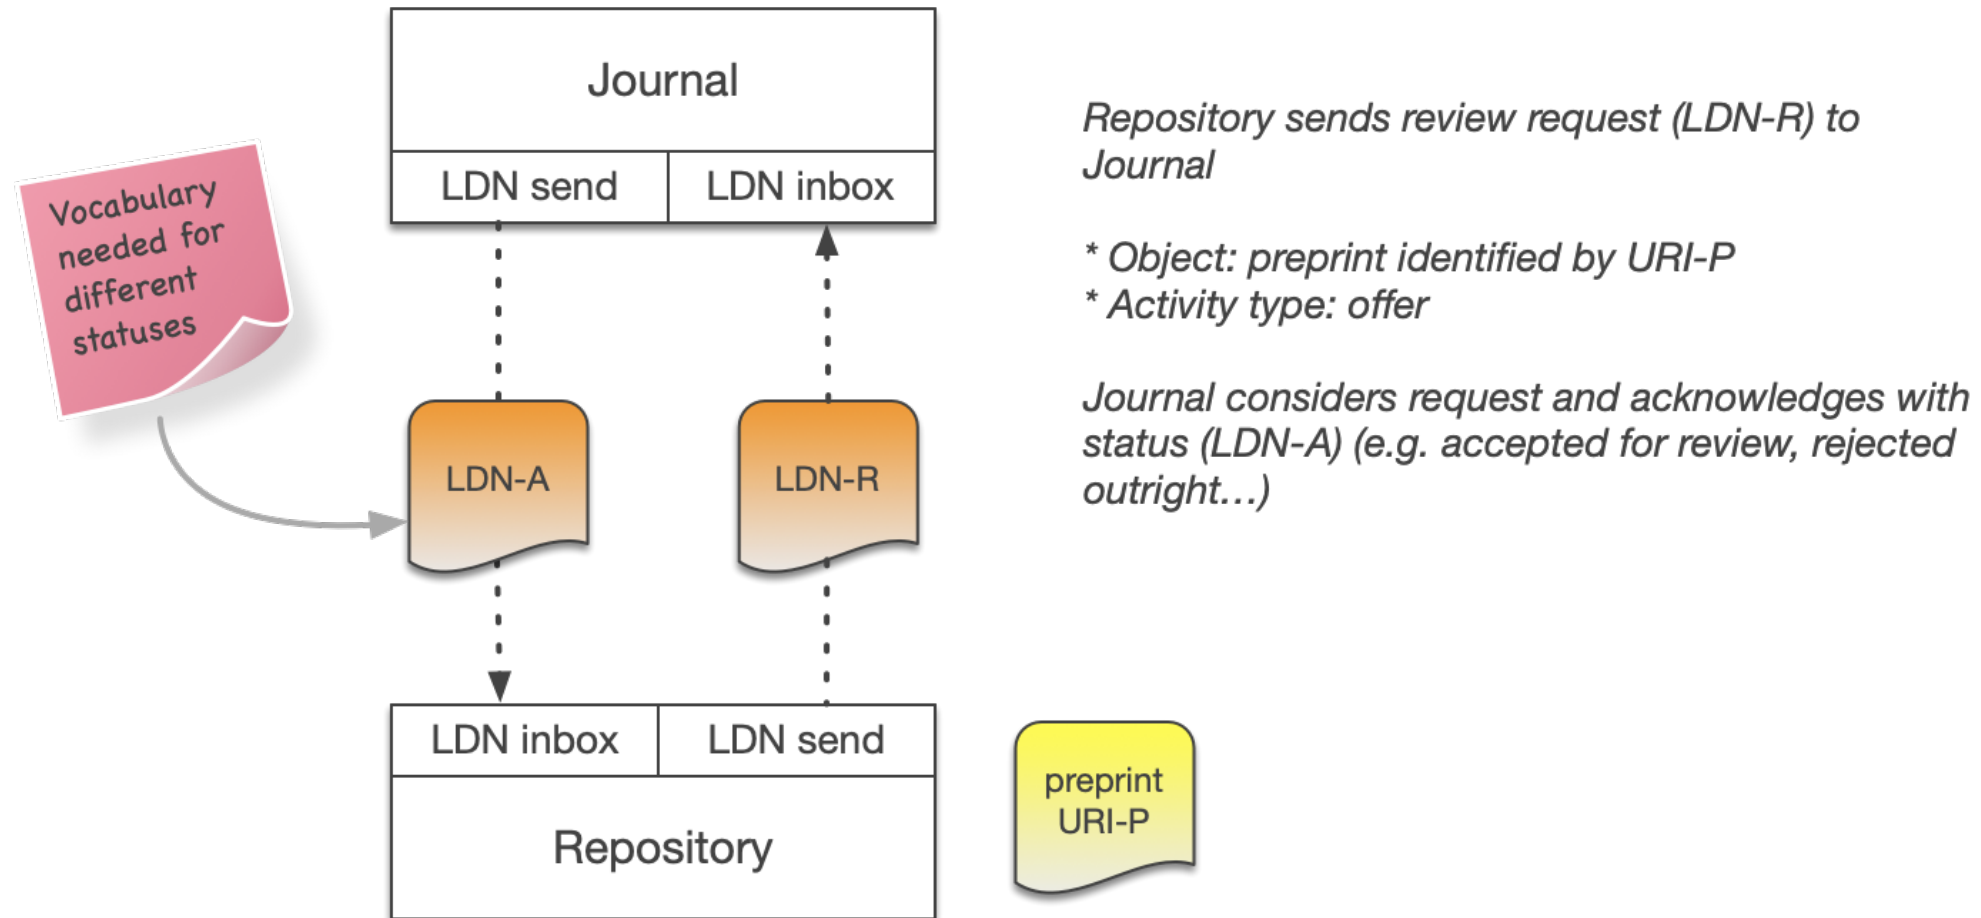 Journal
LDN send
LDN inbox
Vocabulary
needed for
different
statuses
LDN-A
LDN-R
LDN inbox
LDN send
Repository
preprint
URI-P
Repository sends review request (LDN-R) to
Journal
* Object: preprint identified by URI-P
* Activity type: offer
Journal considers request and acknowledges with
status (LDN-A) (e.g. accepted for review, rejected
outright…)